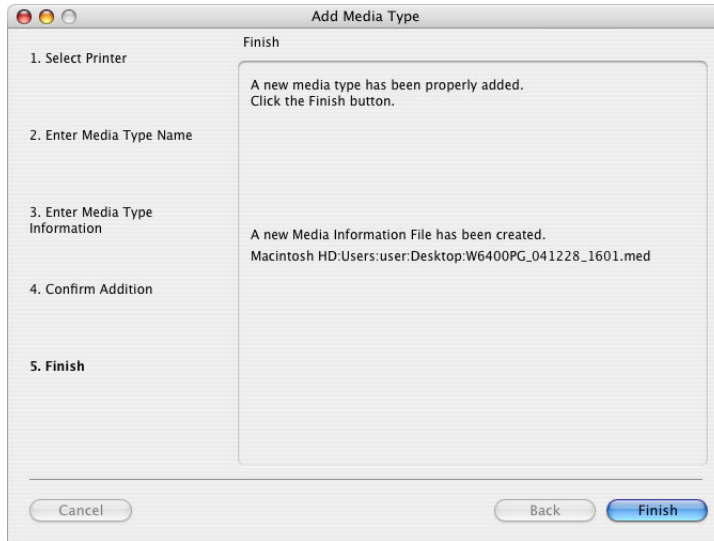 Add Media Type
1. Select Printer
2. Enter Media Type Name
3. Enter Media Type
Information
4. Confirm Addition
5. Finish
Finish
A new media type has been properly added.
Click the Finish button.
A new Media Information File has been created.
Macintosh HD:Users:user:Desktop:W6400PG_041228_1601.med
Cancel
Back
Finish